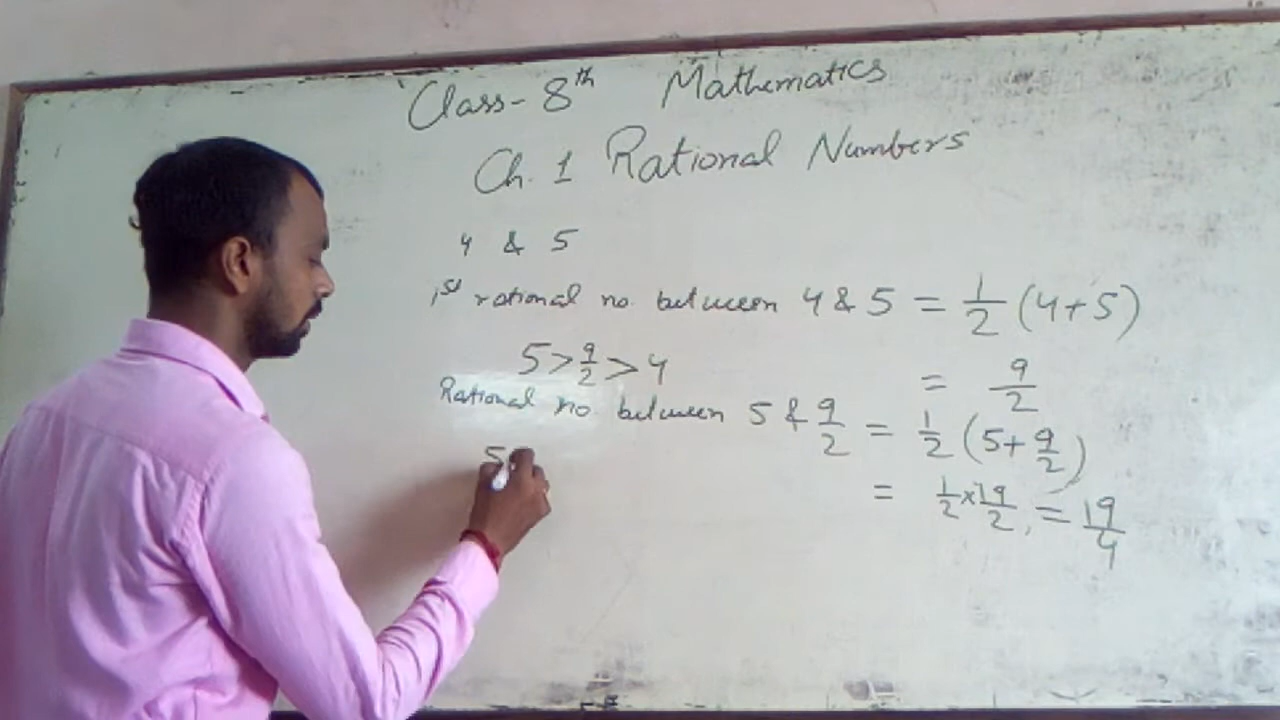 Class- 8th Mathematics
Ch. 1 Rational Numbers
4 & 5
1st rational no. between 4 & 5 = 1/2 (4+5)
5 > 9/2 > 4 = 9/2
Rational no between 5 & 9/2 = 1/2 (5+9/2)
= 1/2 × 19/2 = 19/4
5